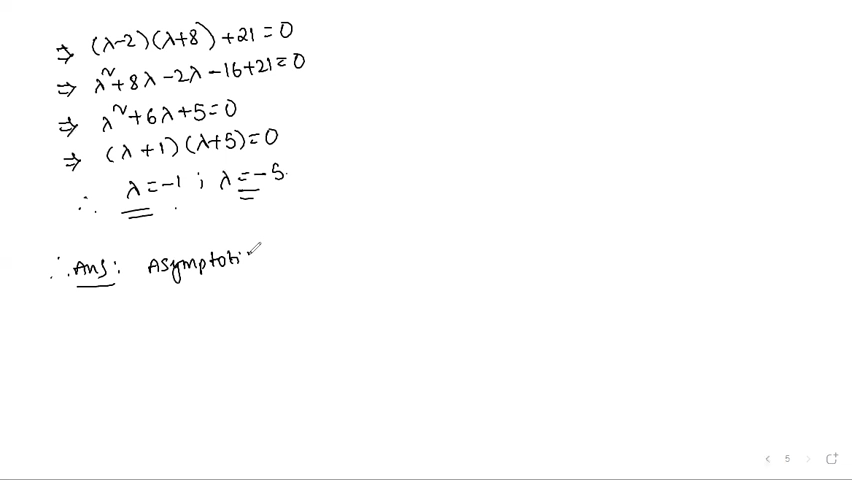 ⇒ (λ-2)(λ+8) +21=0
⇒ λ²+8λ-2λ-16+21=0
⇒ λ²+6λ+5=0
⇒ (λ+1)(λ+5)=0
∴ λ=-1 ; λ=-5.
∴ Ans: Asymptoti
5